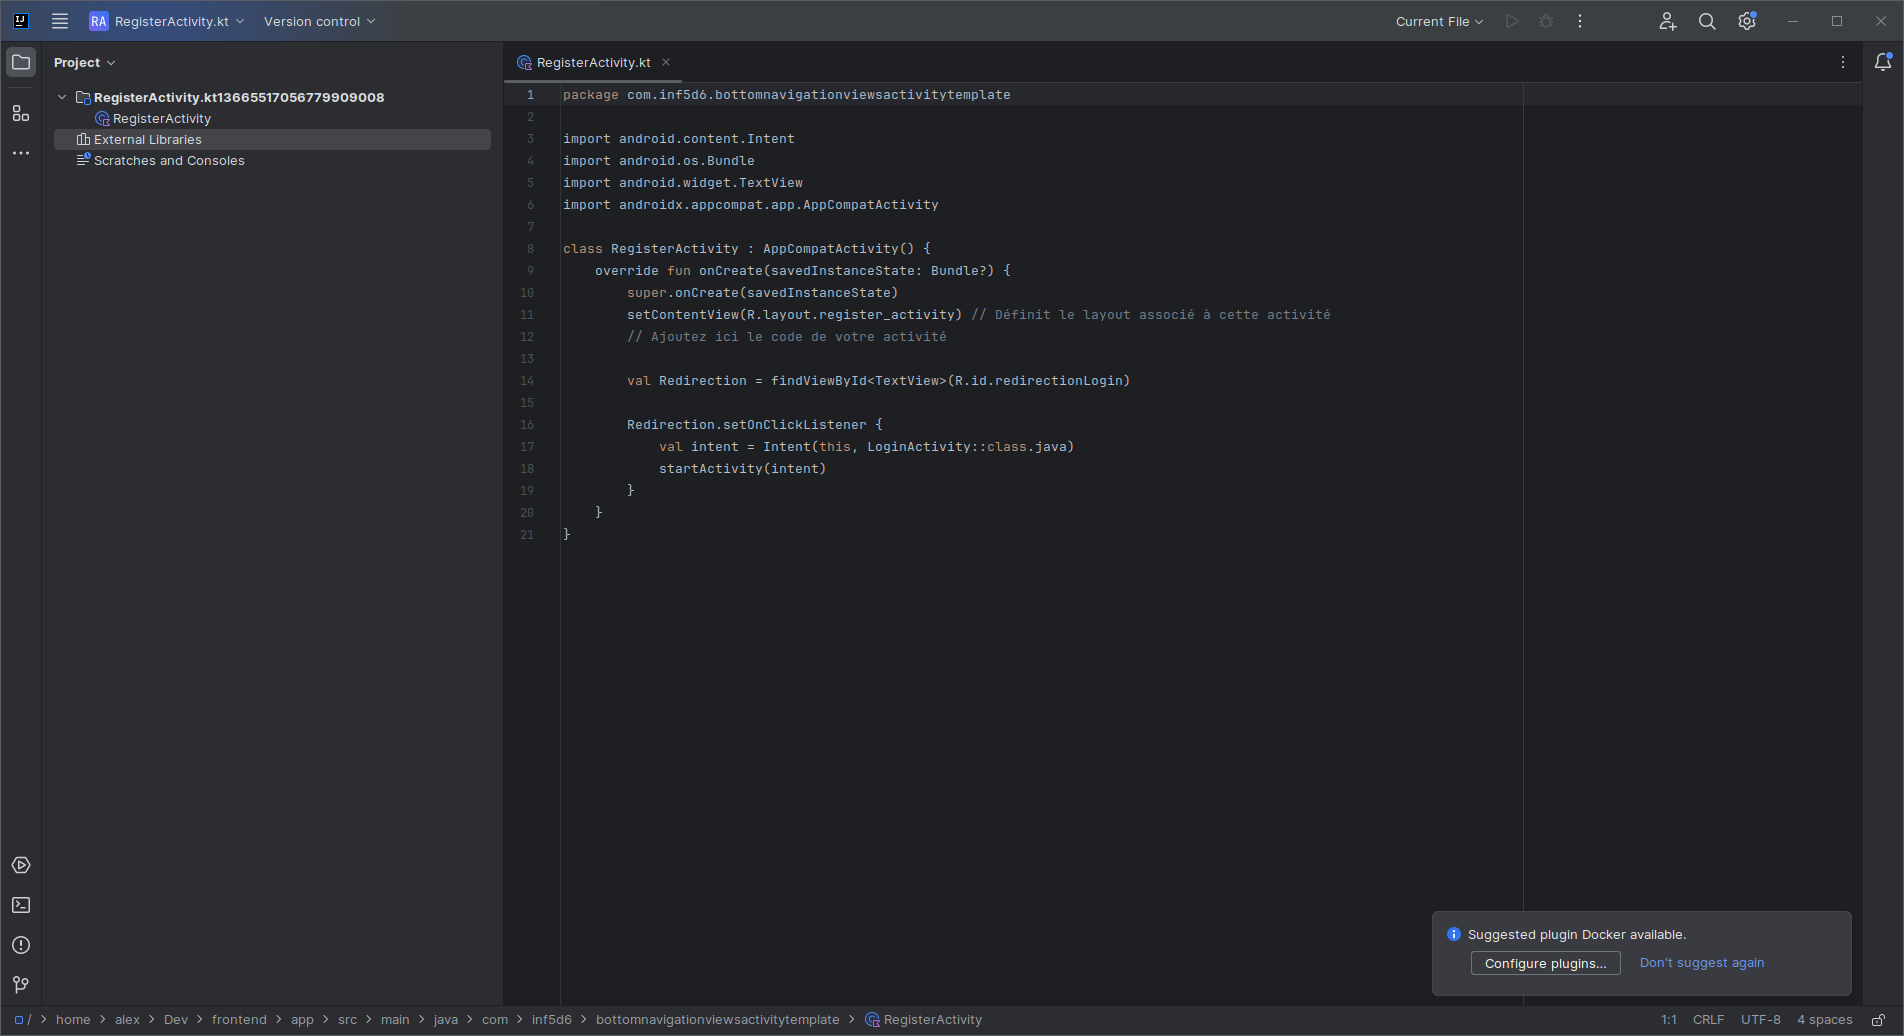 RA RegisterActivity.kt Version control Current File
Project
RegisterActivity.kt13665517056779909008
RegisterActivity
External Libraries
Scratches and Consoles
RegisterActivity.kt
1 package com.inf5d6.bottomnavigationviewsactivitytemplate
2
3 import android.content.Intent
4 import android.os.Bundle
5 import android.widget.TextView
6 import androidx.appcompat.app.AppCompatActivity
7
8 class RegisterActivity : AppCompatActivity() {
9 override fun onCreate(savedInstanceState: Bundle?) {
10 super.onCreate(savedInstanceState)
11 setContentView(R.layout.register_activity) // Définit le layout associé à cette activité
12 // Ajoutez ici le code de votre activité
13
14 val Redirection = findViewById<TextView>(R.id.redirectionLogin)
15
16 Redirection.setOnClickListener {
17 val intent = Intent(this, LoginActivity::class.java)
18 startActivity(intent)
19 }
20 }
21 }
Suggested plugin Docker available.
Configure plugins... Don't suggest again
/ > home > alex > Dev > frontend > app > src > main > java > com > inf5d6 > bottomnavigationviewsactivitytemplate > RegisterActivity 1:1 CRLF UTF-8 4 spaces